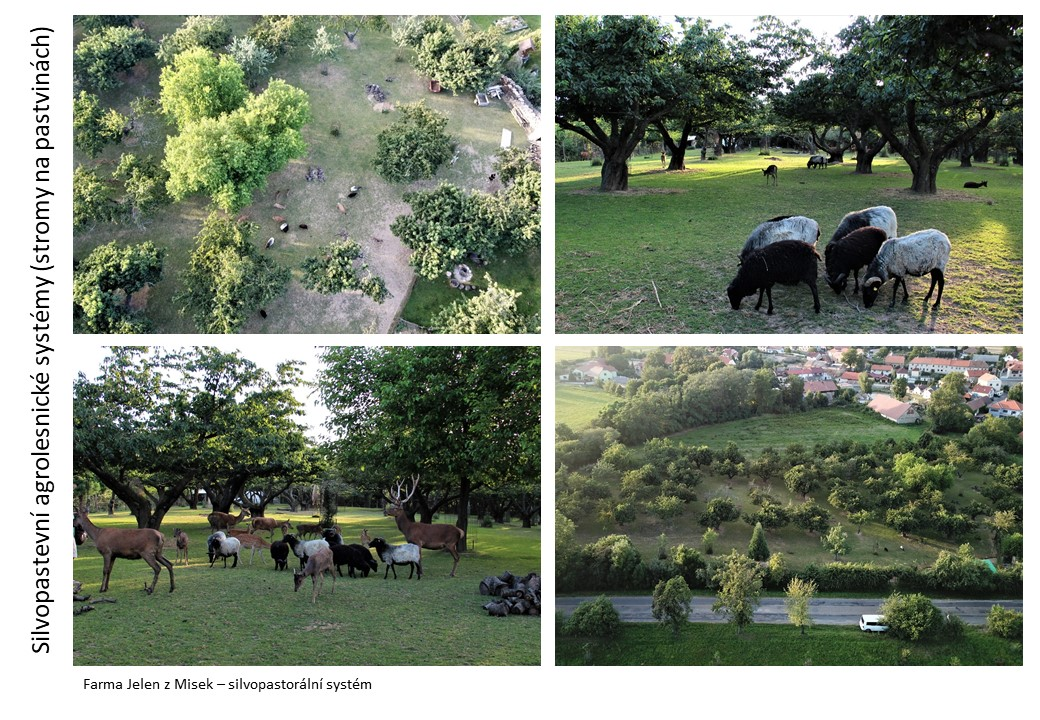 Silvopastevní agrolesnické systémy (stromy na pastvinách)
Farma Jelen z Misek – silvopastorální systém